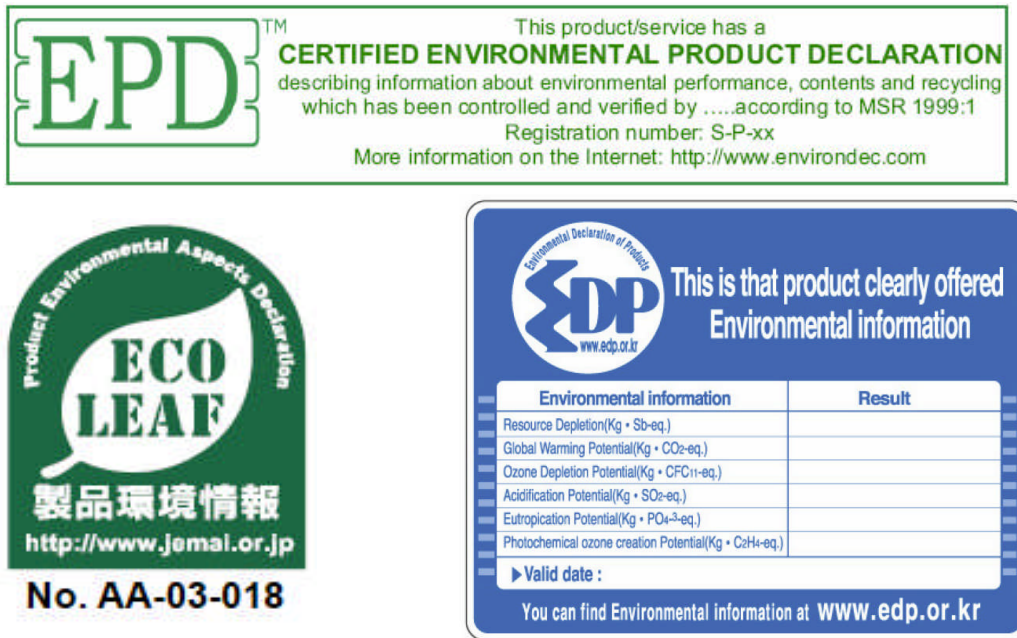 EPD™
This product/service has a
CERTIFIED ENVIRONMENTAL PRODUCT DECLARATION
describing information about environmental performance, contents and recycling
which has been controlled and verified by .....according to MSR 1999:1
Registration number: S-P-xx
More information on the Internet: http://www.environdec.com
Product Environmental Aspects Declaration
ECO
LEAF
製品環境情報
http://www.jemai.or.jp
No. AA-03-018
Environmental Declaration of Products
EDP
www.edp.or.kr
This is that product clearly offered
Environmental information
Environmental information Result
Resource Depletion(Kg • Sb-eq.)
Global Warming Potential(Kg • CO2-eq.)
Ozone Depletion Potential(Kg • CFC11-eq.)
Acidification Potential(Kg • SO2-eq.)
Eutropication Potential(Kg • PO4-3-eq.)
Photochemical ozone creation Potential(Kg • C2H4-eq.)
▶Valid date :
You can find Environmental information at www.edp.or.kr